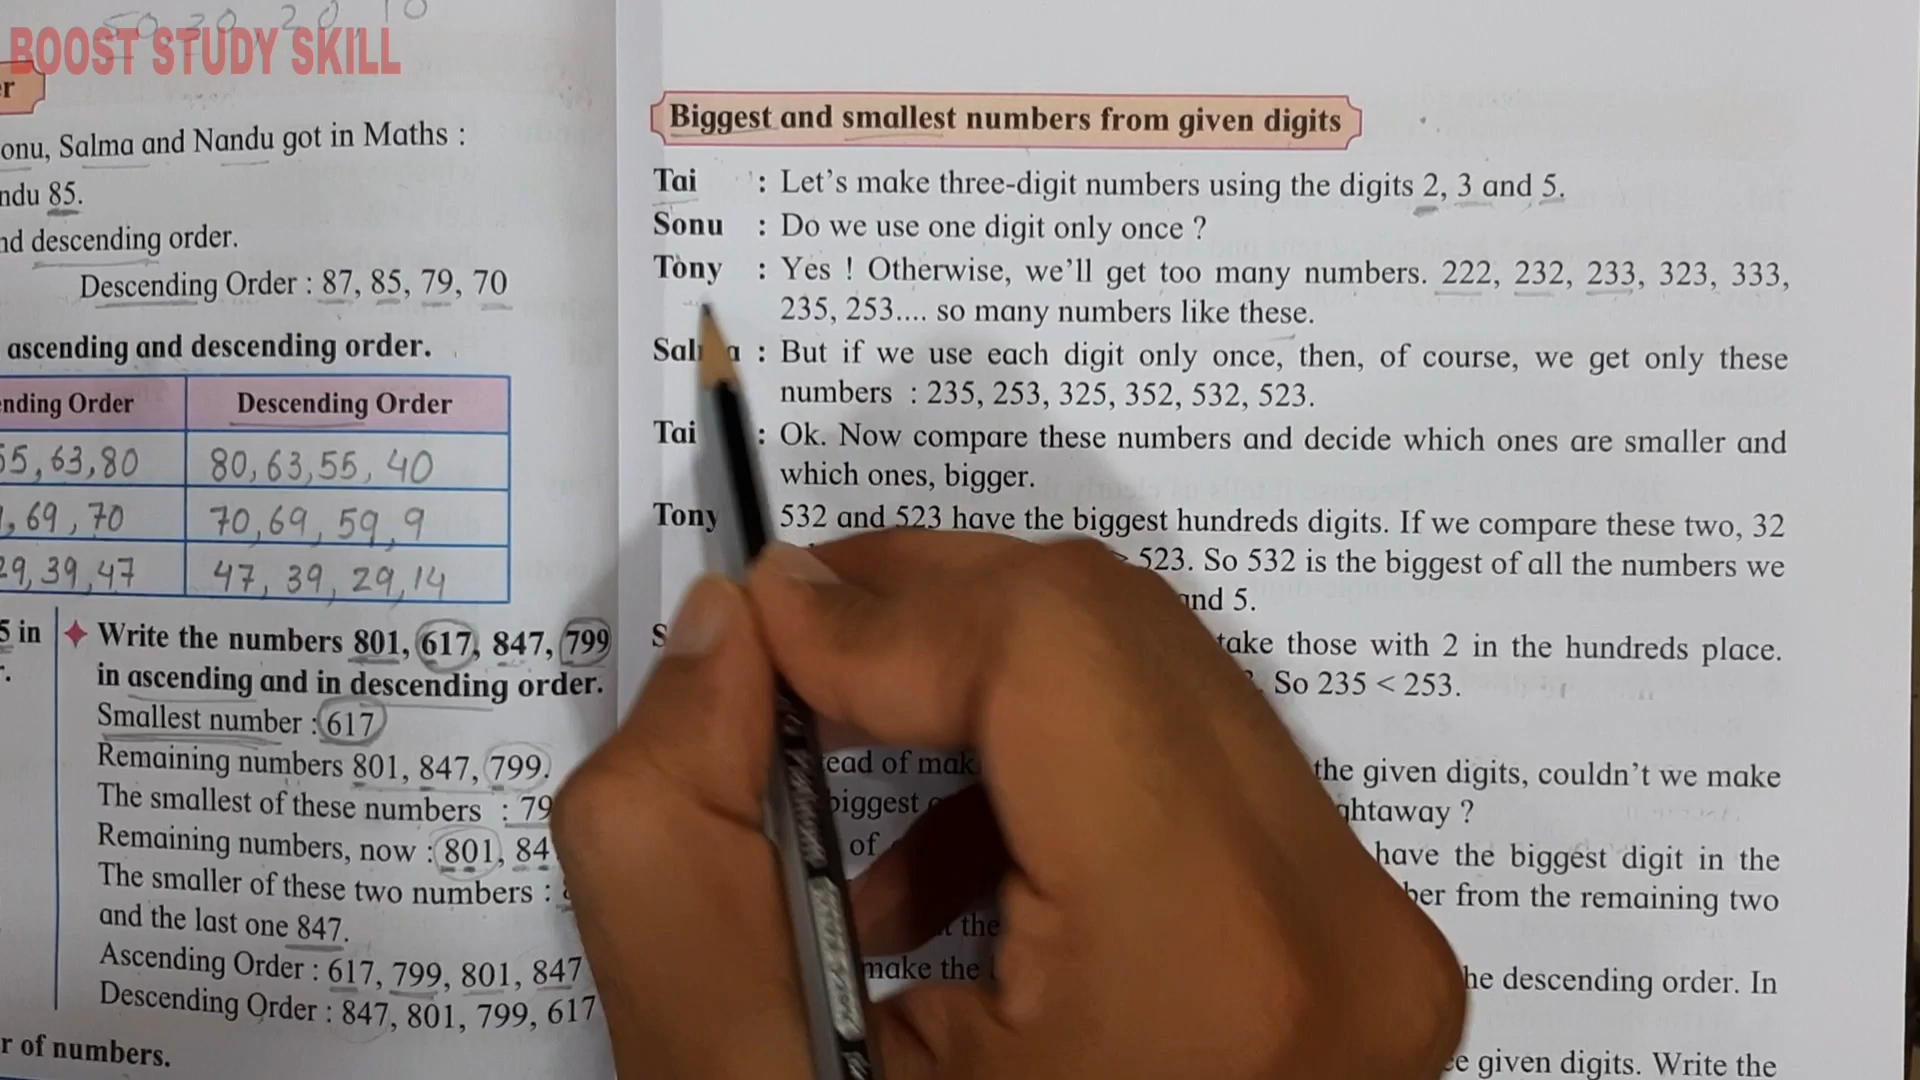 50, 30, 20, 10
BOOST STUDY SKILL
er
onu, Salma and Nandu got in Maths :
ndu 85.
nd descending order.
Descending Order : 87, 85, 79, 70
ascending and descending order.
nding Order Descending Order
55, 63, 80 80, 63, 55, 40
, 69, 70 70, 69, 59, 9
29, 39, 47 47, 39, 29, 14
5 in
Write the numbers 801, 617, 847, 799
in ascending and in descending order.
Smallest number : 617
Remaining numbers 801, 847, 799.
The smallest of these numbers : 79
Remaining numbers, now : 801, 84
The smaller of these two numbers :
and the last one 847.
Ascending Order : 617, 799, 801, 847
Descending Order : 847, 801, 799, 617
r of numbers.
Biggest and smallest numbers from given digits
Tai : Let's make three-digit numbers using the digits 2, 3 and 5.
Sonu : Do we use one digit only once ?
Tony : Yes ! Otherwise, we'll get too many numbers. 222, 232, 233, 323, 333,
235, 253.... so many numbers like these.
Sal a : But if we use each digit only once, then, of course, we get only these
numbers : 235, 253, 325, 352, 532, 523.
Tai : Ok. Now compare these numbers and decide which ones are smaller and
which ones, bigger.
Tony 532 and 523 have the biggest hundreds digits. If we compare these two, 32
> 523. So 532 is the biggest of all the numbers we
and 5.
S take those with 2 in the hundreds place.
So 235 < 253.
ead of mak the given digits, couldn't we make
biggest ghtaway ?
of have the biggest digit in the
ber from the remaining two
the
make the he descending order. In
e given digits. Write the